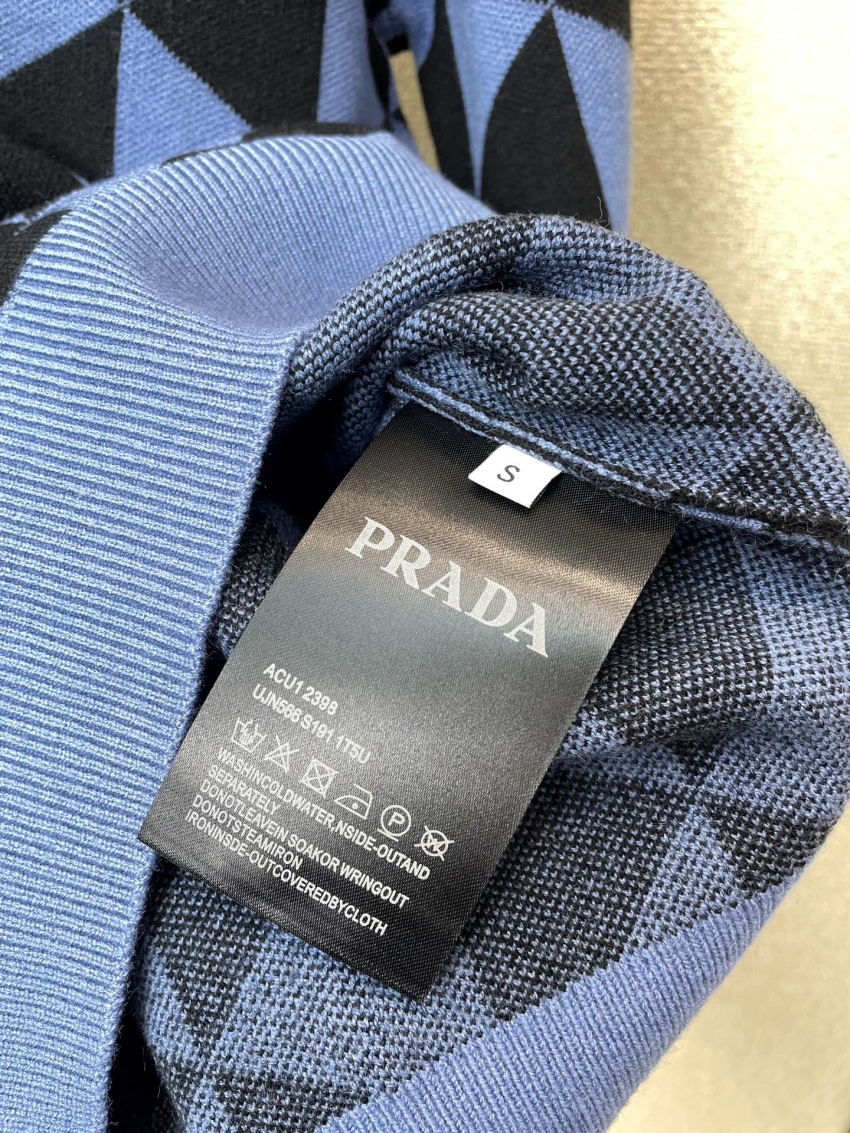 S
PRADA
ACU1 2398
UJN566 S191 1T5U
P
WASHINCOLDWATER,NSIDE-OUTAND
SEPARATELY
DONOTLEAVEIN SOAKOR WRINGOUT
DONOTSTEAMIRON
IRONINSDE-OUTCOVEREDBYCLOTH